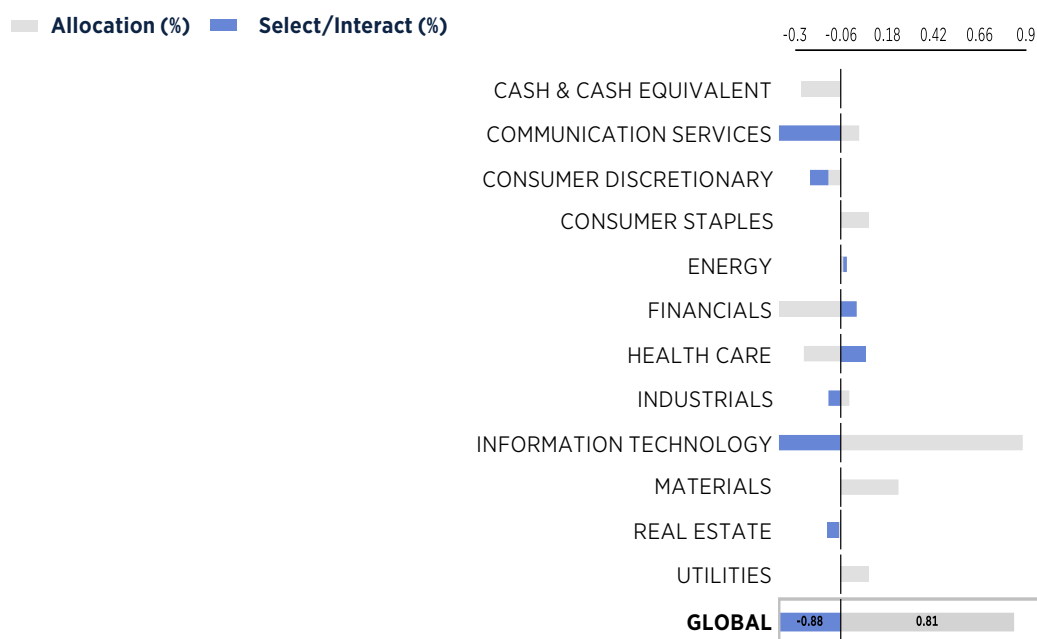 Allocation (%) Select/Interact (%)
-0.3 -0.06 0.18 0.42 0.66 0.9
CASH & CASH EQUIVALENT
COMMUNICATION SERVICES
CONSUMER DISCRETIONARY
CONSUMER STAPLES
ENERGY
FINANCIALS
HEALTH CARE
INDUSTRIALS
INFORMATION TECHNOLOGY
MATERIALS
REAL ESTATE
UTILITIES
GLOBAL -0.88 0.81